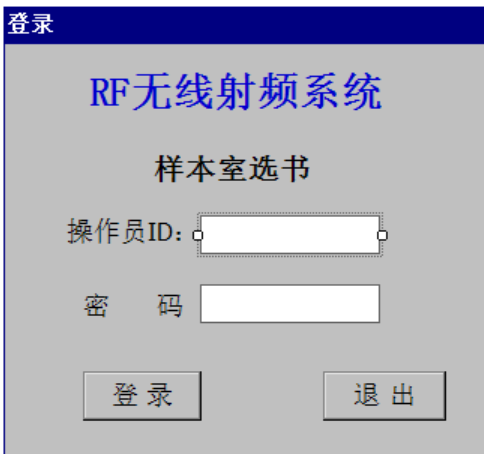 登录
RF无线射频系统
样本室选书
操作员ID:
密 码
登 录 退 出